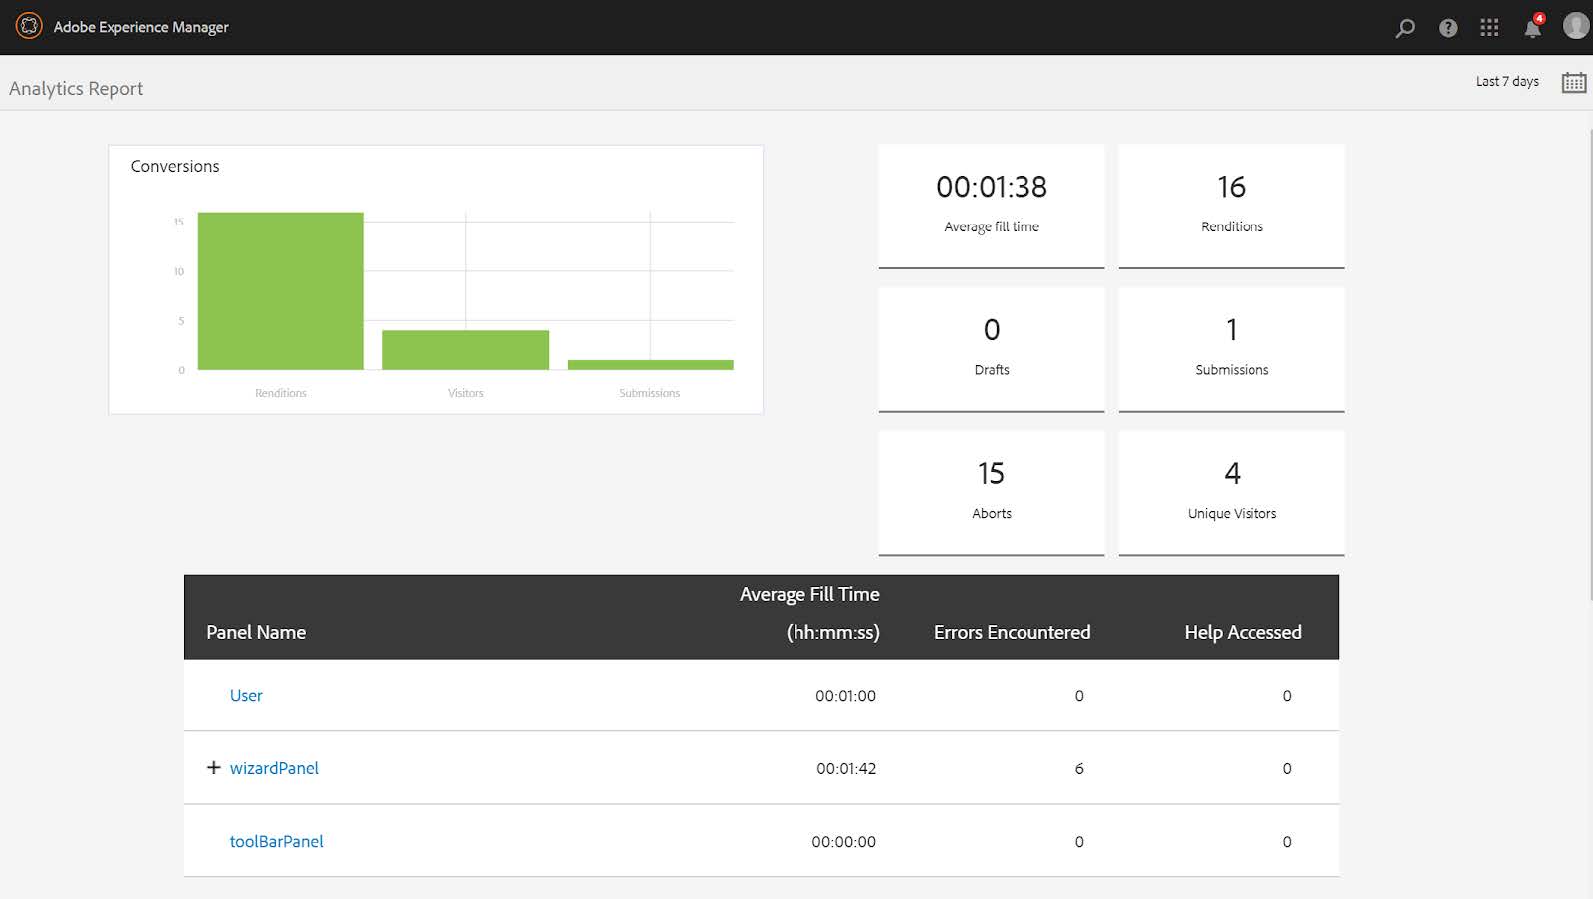 Adobe Experience Manager
?
4
Analytics Report
Last 7 days
Conversions
15
10
5
0
Renditions
Visitors
Submissions
00:01:38
Average fill time
16
Renditions
0
Drafts
1
Submissions
15
Aborts
4
Unique Visitors
Panel Name
Average Fill Time
(hh:mm:ss)
Errors Encountered
Help Accessed
User
00:01:00
0
0
+ wizardPanel
00:01:42
6
0
toolBarPanel
00:00:00
0
0